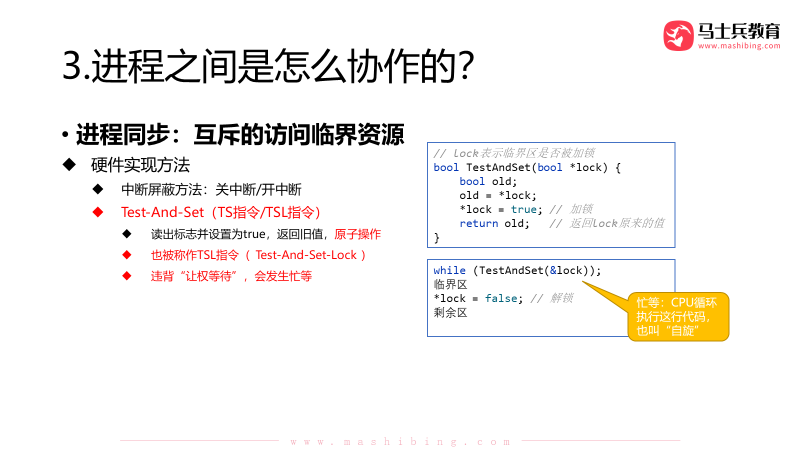 马士兵教育
www.mashibing.com
3.进程之间是怎么协作的?
• 进程同步：互斥的访问临界资源
◆ 硬件实现方法
◆ 中断屏蔽方法：关中断/开中断
◆ Test-And-Set（TS指令/TSL指令）
◆ 读出标志并设置为true，返回旧值，原子操作
◆ 也被称作TSL指令（ Test-And-Set-Lock ）
◆ 违背“让权等待”，会发生忙等
// lock表示临界区是否被加锁
bool TestAndSet(bool *lock) {
    bool old;
    old = *lock;
    *lock = true; // 加锁
    return old;   // 返回lock原来的值
}
while (TestAndSet(&lock));
临界区
*lock = false; // 解锁
剩余区
忙等：CPU循环
执行这行代码，
也叫“自旋”
www.mashibing.com